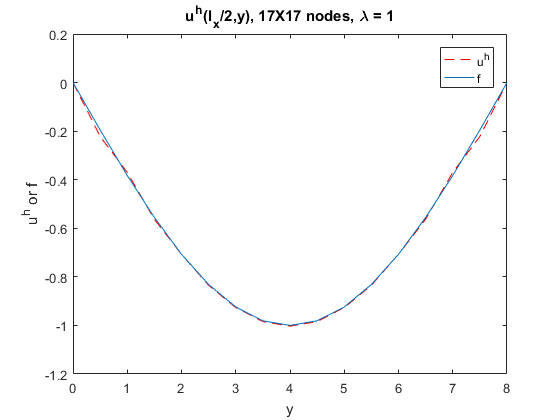 u^h(l_x/2,y), 17X17 nodes, λ = 1
0.2
0
-0.2
-0.4
-0.6
-0.8
-1
-1.2
u^h or f
u^h
f
0 1 2 3 4 5 6 7 8
y